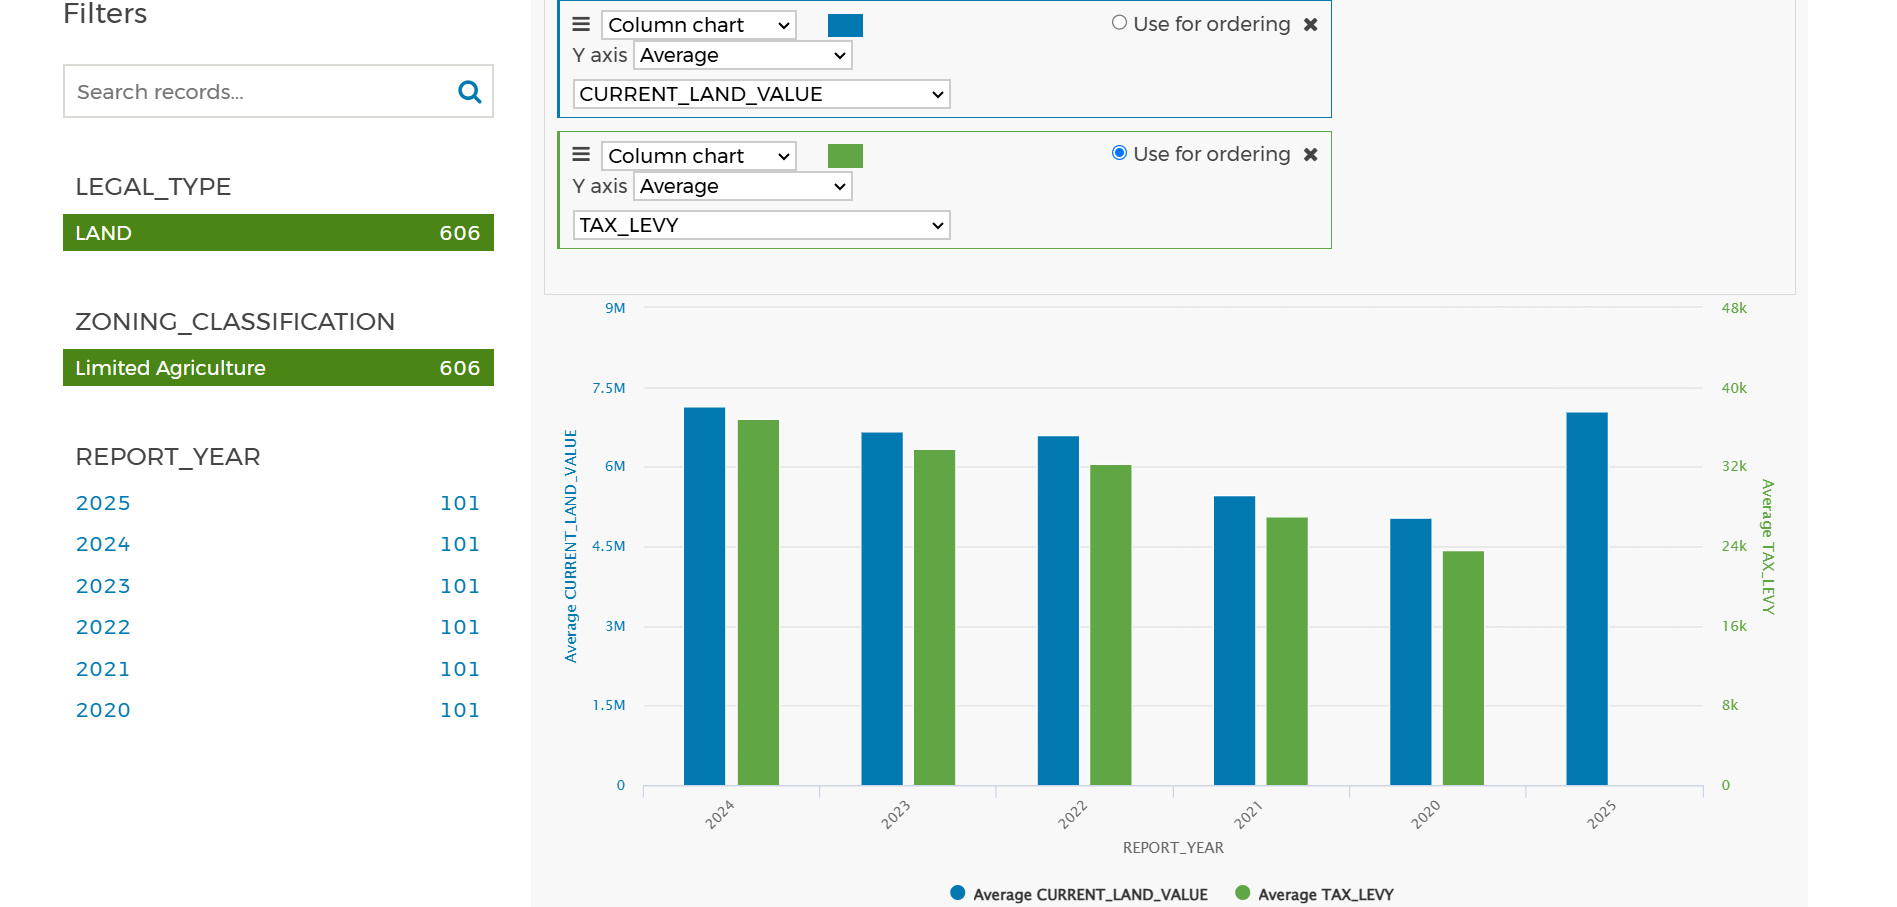 Filters
Search records...
LEGAL_TYPE
LAND 606
ZONING_CLASSIFICATION
Limited Agriculture 606
REPORT_YEAR
2025 101
2024 101
2023 101
2022 101
2021 101
2020 101
Column chart Use for ordering
Y axis Average
CURRENT_LAND_VALUE
Column chart Use for ordering
Y axis Average
TAX_LEVY
9M 48k
7.5M 40k
6M 32k
4.5M 24k
3M 16k
1.5M 8k
0 0
Average CURRENT_LAND_VALUE
Average TAX_LEVY
2024 2023 2022 2021 2020 2025
REPORT_YEAR
Average CURRENT_LAND_VALUE Average TAX_LEVY